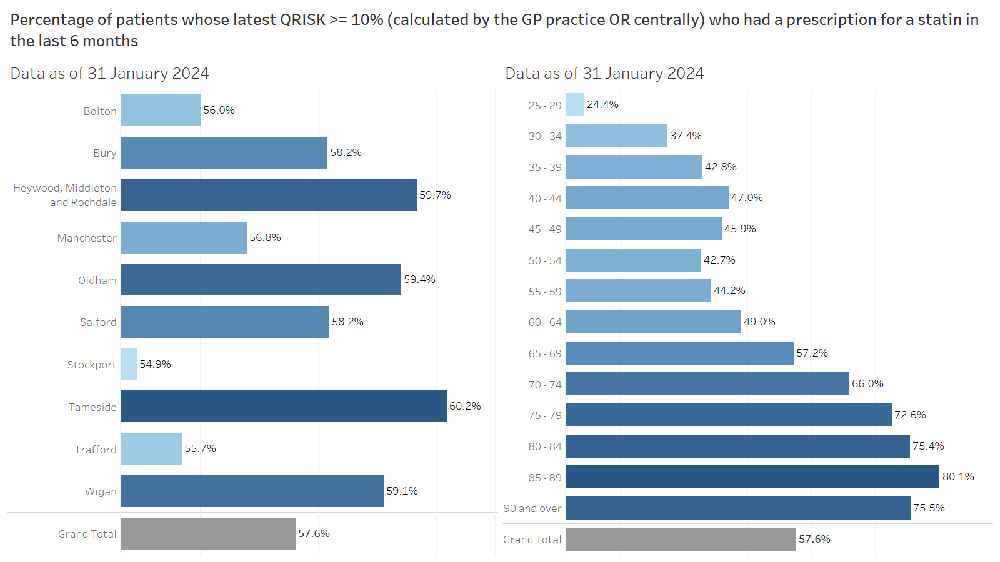 Percentage of patients whose latest QRISK >= 10% (calculated by the GP practice OR centrally) who had a prescription for a statin in
the last 6 months
Data as of 31 January 2024
Bolton 56.0%
Bury 58.2%
Heywood, Middleton
and Rochdale 59.7%
Manchester 56.8%
Oldham 59.4%
Salford 58.2%
Stockport 54.9%
Tameside 60.2%
Trafford 55.7%
Wigan 59.1%
Grand Total 57.6%
Data as of 31 January 2024
25 - 29 24.4%
30 - 34 37.4%
35 - 39 42.8%
40 - 44 47.0%
45 - 49 45.9%
50 - 54 42.7%
55 - 59 44.2%
60 - 64 49.0%
65 - 69 57.2%
70 - 74 66.0%
75 - 79 72.6%
80 - 84 75.4%
85 - 89 80.1%
90 and over 75.5%
Grand Total 57.6%